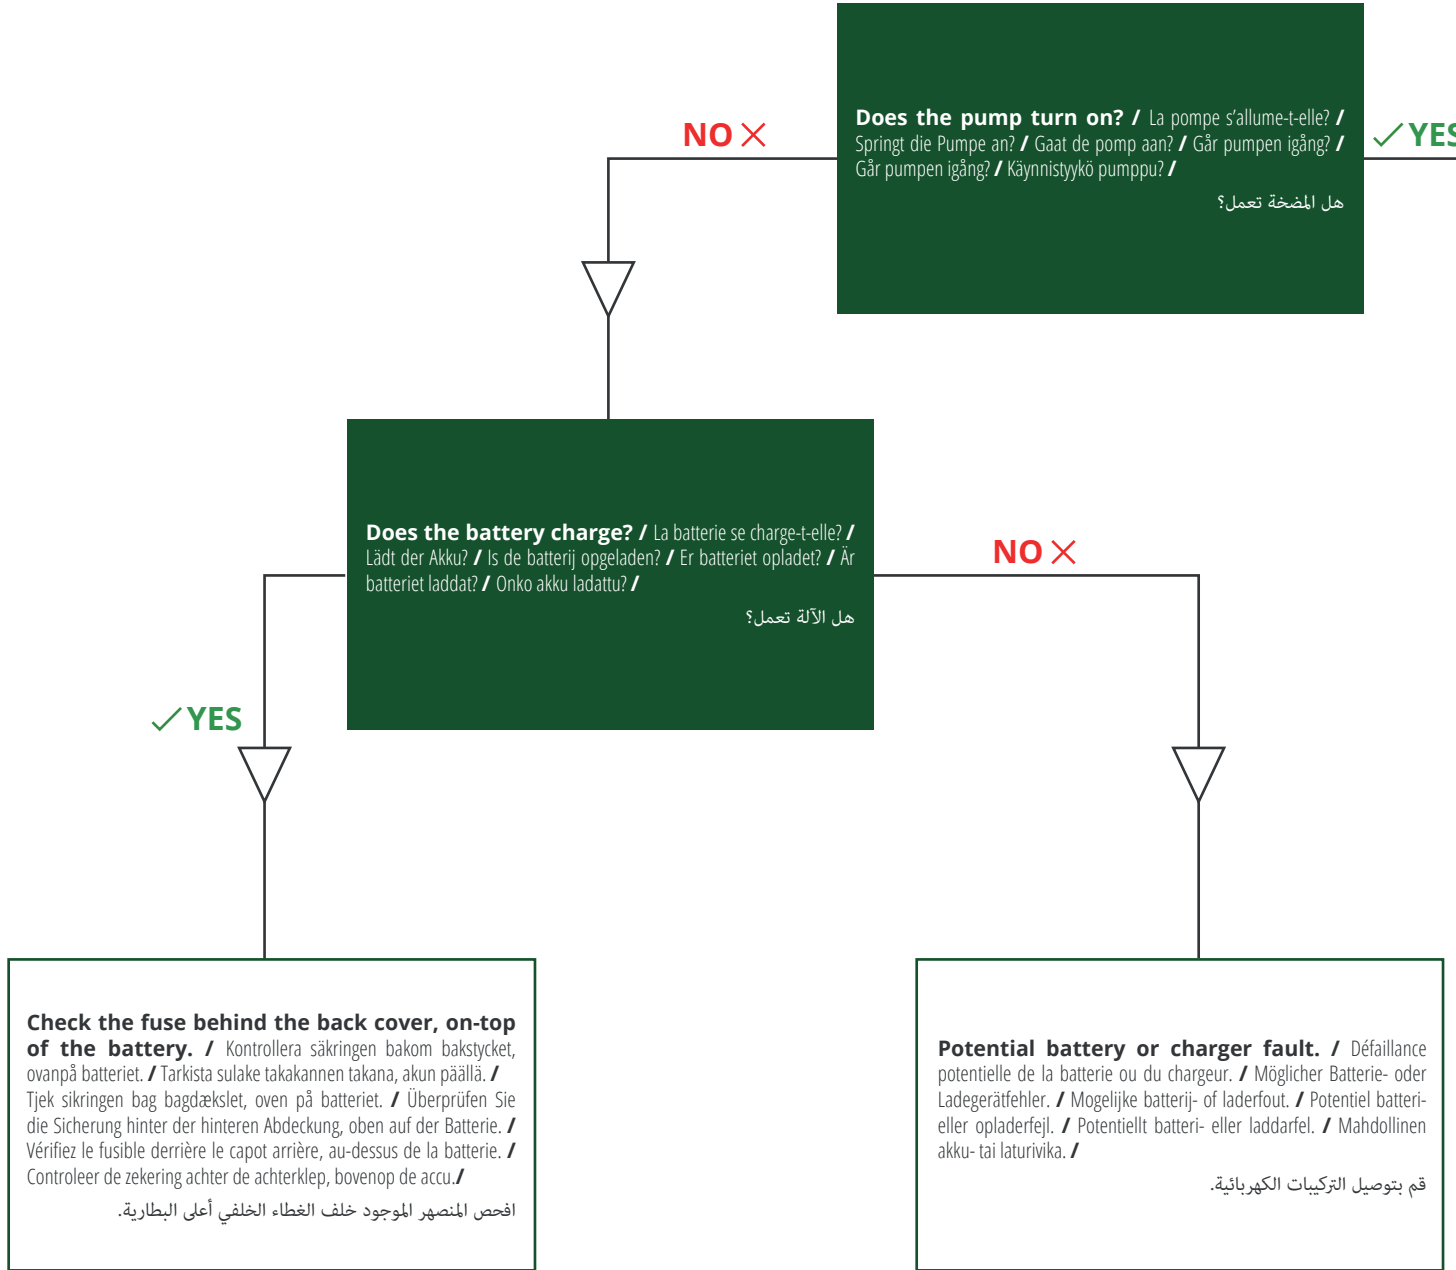 Does the pump turn on? / La pompe s’allume-t-elle? /
Springt die Pumpe an? / Gaat de pomp aan? / Går pumpen igång? /
Går pumpen igång? / Käynnistyykö pumppu? /
هل المضخة تعمل؟
NO
YES
Does the battery charge? / La batterie se charge-t-elle? /
Lädt der Akku? / Is de batterij opgeladen? / Er batteriet opladet? / Är
batteriet laddat? / Onko akku ladattu? /
هل الآلة تعمل؟
NO
YES
Check the fuse behind the back cover, on-top
of the battery. / Kontrollera säkringen bakom bakstycket,
ovanpå batteriet. / Tarkista sulake takakannen takana, akun päällä. /
Tjek sikringen bag bagdækslet, oven på batteriet. / Überprüfen Sie
die Sicherung hinter der hinteren Abdeckung, oben auf der Batterie. /
Vérifiez le fusible derrière le capot arrière, au-dessus de la batterie. /
Controleer de zekering achter de achterklep, bovenop de accu./
افحص المنصهر الموجود خلف الغطاء الخلفي أعلى البطارية.
Potential battery or charger fault. / Défaillance
potentielle de la batterie ou du chargeur. / Möglicher Batterie- oder
Ladegerätfehler. / Mogelijke batterij- of laderfout. / Potentiel batteri-
eller opladerfejl. / Potentiellt batteri- eller laddarfel. / Mahdollinen
akku- tai laturivika. /
قم بتوصيل التركيبات الكهربائية.